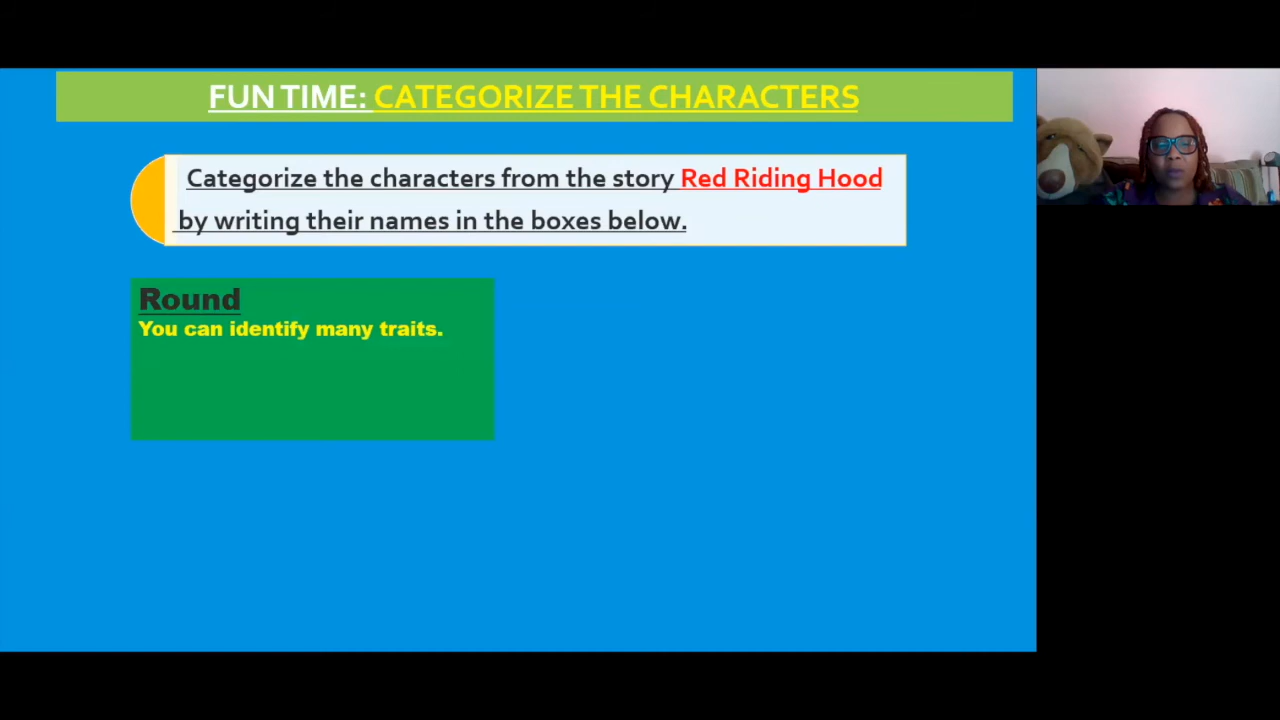 FUN TIME: CATEGORIZE THE CHARACTERS
Categorize the characters from the story Red Riding Hood
by writing their names in the boxes below.
Round
You can identify many traits.